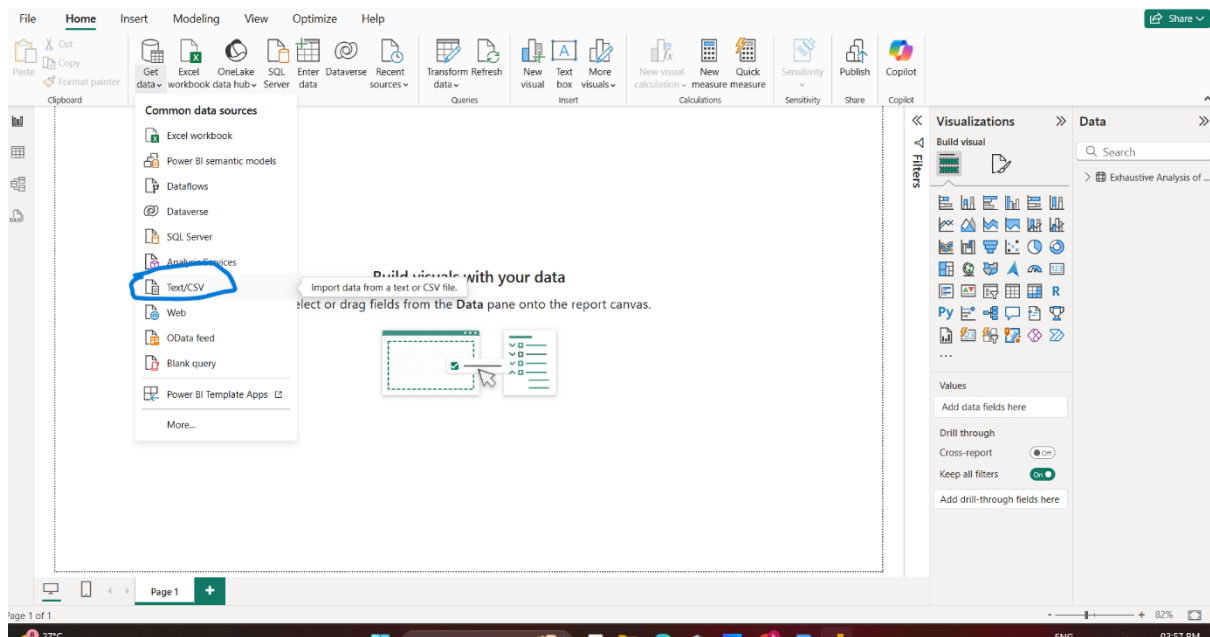 File Home Insert Modeling View Optimize Help Share
Cut
Copy
Paste
Format painter
Get data
Excel workbook
OneLake data hub
SQL Server
Enter data
Dataverse
Recent sources
Transform data
Refresh
New visual
Text box
More visuals
New visual calculation
New measure
Quick measure
Sensitivity
Publish
Copilot
Clipboard Queries Insert Calculations Sensitivity Share Copilot
Common data sources
Excel workbook
Power BI semantic models
Dataflows
Dataverse
SQL Server
Analysis Services
Text/CSV
Import data from a text or CSV file.
Web
OData feed
Blank query
Power BI Template Apps
More...
Build visuals with your data
elect or drag fields from the Data pane onto the report canvas.
Filters
Visualizations
Build visual
123
R
Py
...
Values
Add data fields here
Drill through
Cross-report Off
Keep all filters On
Add drill-through fields here
Data
Search
Exhaustive Analysis of ...
Page 1
Page 1 of 1
82%
27°C
ENG 03:57 PM